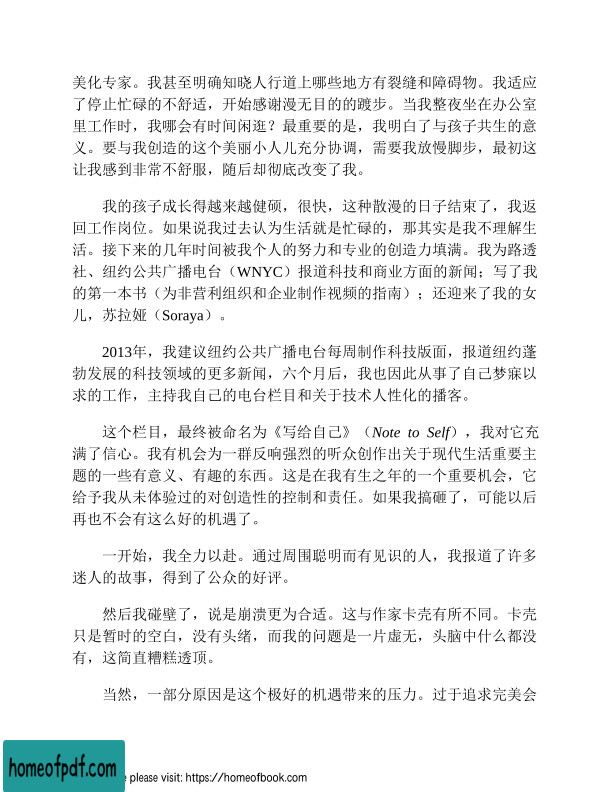 美化专家。我甚至明确知晓人行道上哪些地方有裂缝和障碍物。我适应
了停止忙碌的不舒适，开始感谢漫无目的的踱步。当我整夜坐在办公室
里工作时，我哪会有时间闲逛？最重要的是，我明白了与孩子共生的意
义。要与我创造的这个美丽小人儿充分协调，需要我放慢脚步，最初这
让我感到非常不舒服，随后却彻底改变了我。
我的孩子成长得越来越健硕，很快，这种散漫的日子结束了，我返
回工作岗位。如果说我过去认为生活就是忙碌的，那其实是我不理解生
活。接下来的几年时间被我个人的努力和专业的创造力填满。我为路透
社、纽约公共广播电台（WNYC）报道科技和商业方面的新闻；写了我
的第一本书（为非营利组织和企业制作视频的指南）；还迎来了我的女
儿，苏拉娅（Soraya）。
2013年，我建议纽约公共广播电台每周制作科技版面，报道纽约蓬
勃发展的科技领域的更多新闻，六个月后，我也因此从事了自己梦寐以
求的工作，主持我自己的电台栏目和关于技术人性化的播客。
这个栏目，最终被命名为《写给自己》（Note to Self），我对它充
满了信心。我有机会为一群反响强烈的听众创作出关于现代生活重要主
题的一些有意义、有趣的东西。这是在我有生之年的一个重要机会，它
给予我从未体验过的对创造性的控制和责任。如果我搞砸了，可能以后
再也不会有这么好的机遇了。
一开始，我全力以赴。通过周围聪明而有见识的人，我报道了许多
迷人的故事，得到了公众的好评。
然后我碰壁了，说是崩溃更为合适。这与作家卡壳有所不同。卡壳
只是暂时的空白，没有头绪，而我的问题是一片虚无，头脑中什么都没
有，这简直糟糕透顶。
当然，一部分原因是这个极好的机遇带来的压力。过于追求完美会
homeofpdf.com
please visit: https://homeofbook.com